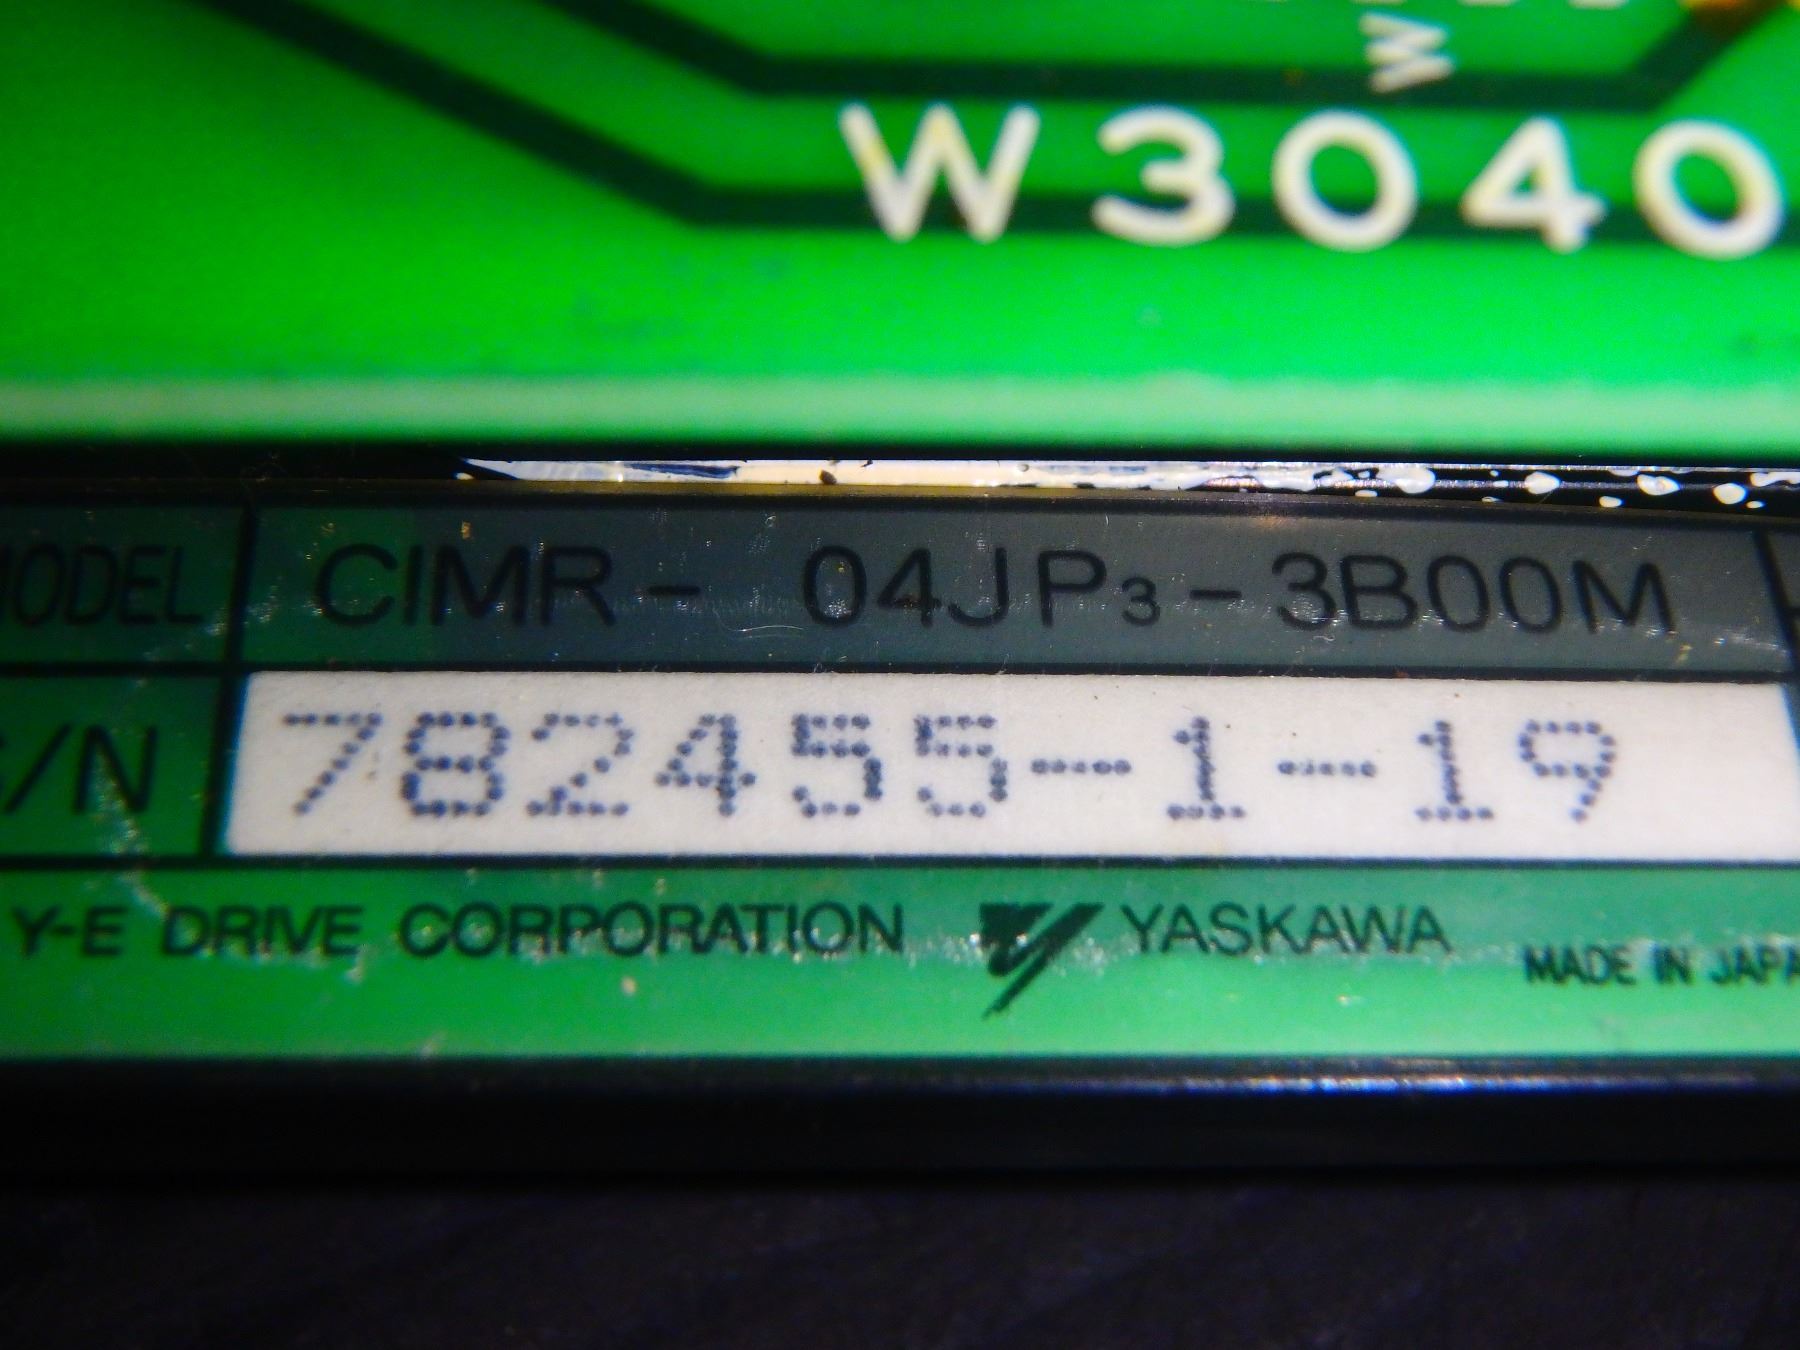 W
W3040
MODEL CIMR- 04JP3-3B00M
S/N 782455-1-19
Y-E DRIVE CORPORATION YASKAWA MADE IN JAPA